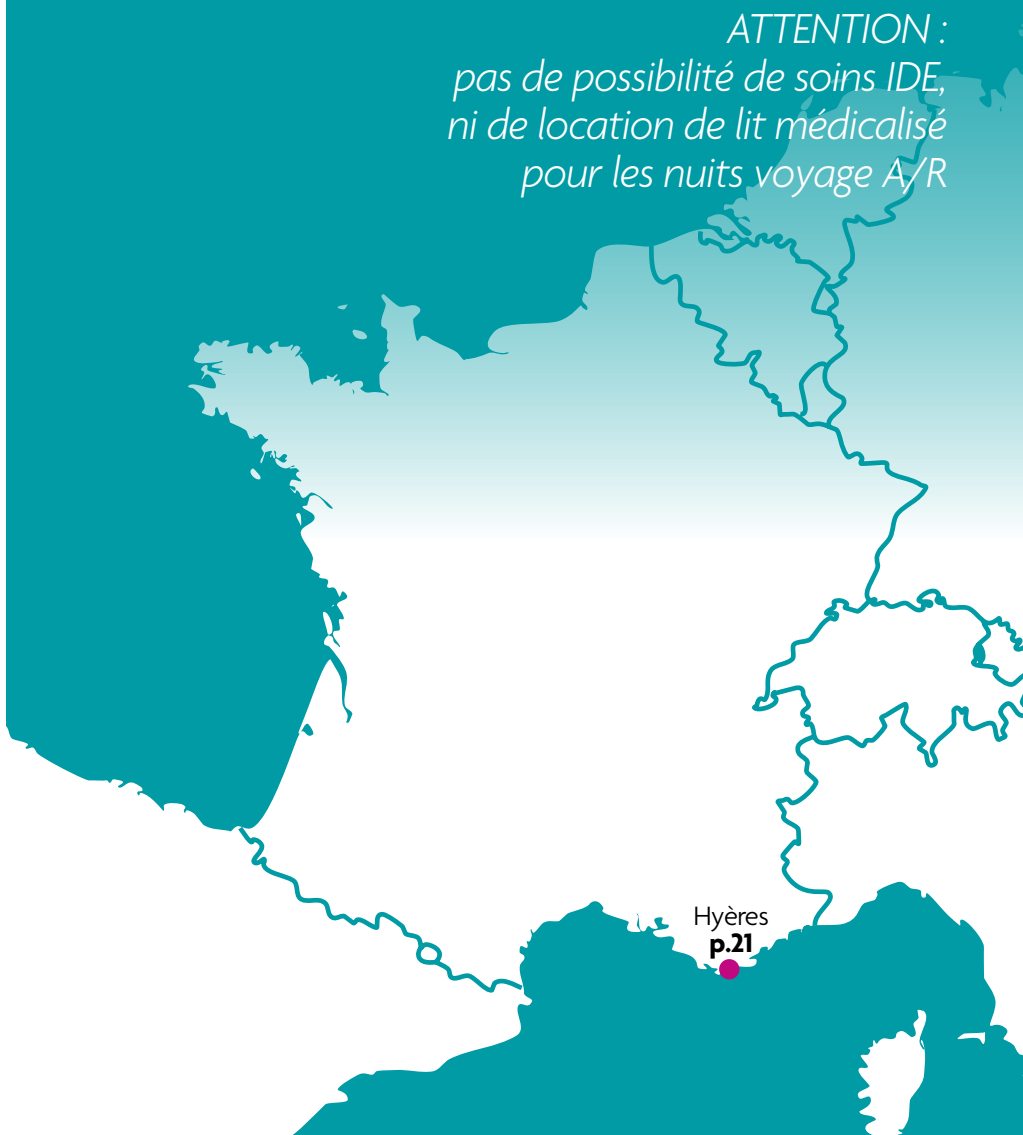 ATTENTION :
pas de possibilité de soins IDE,
ni de location de lit médicalisé
pour les nuits voyage A/R
Hyères
p.21